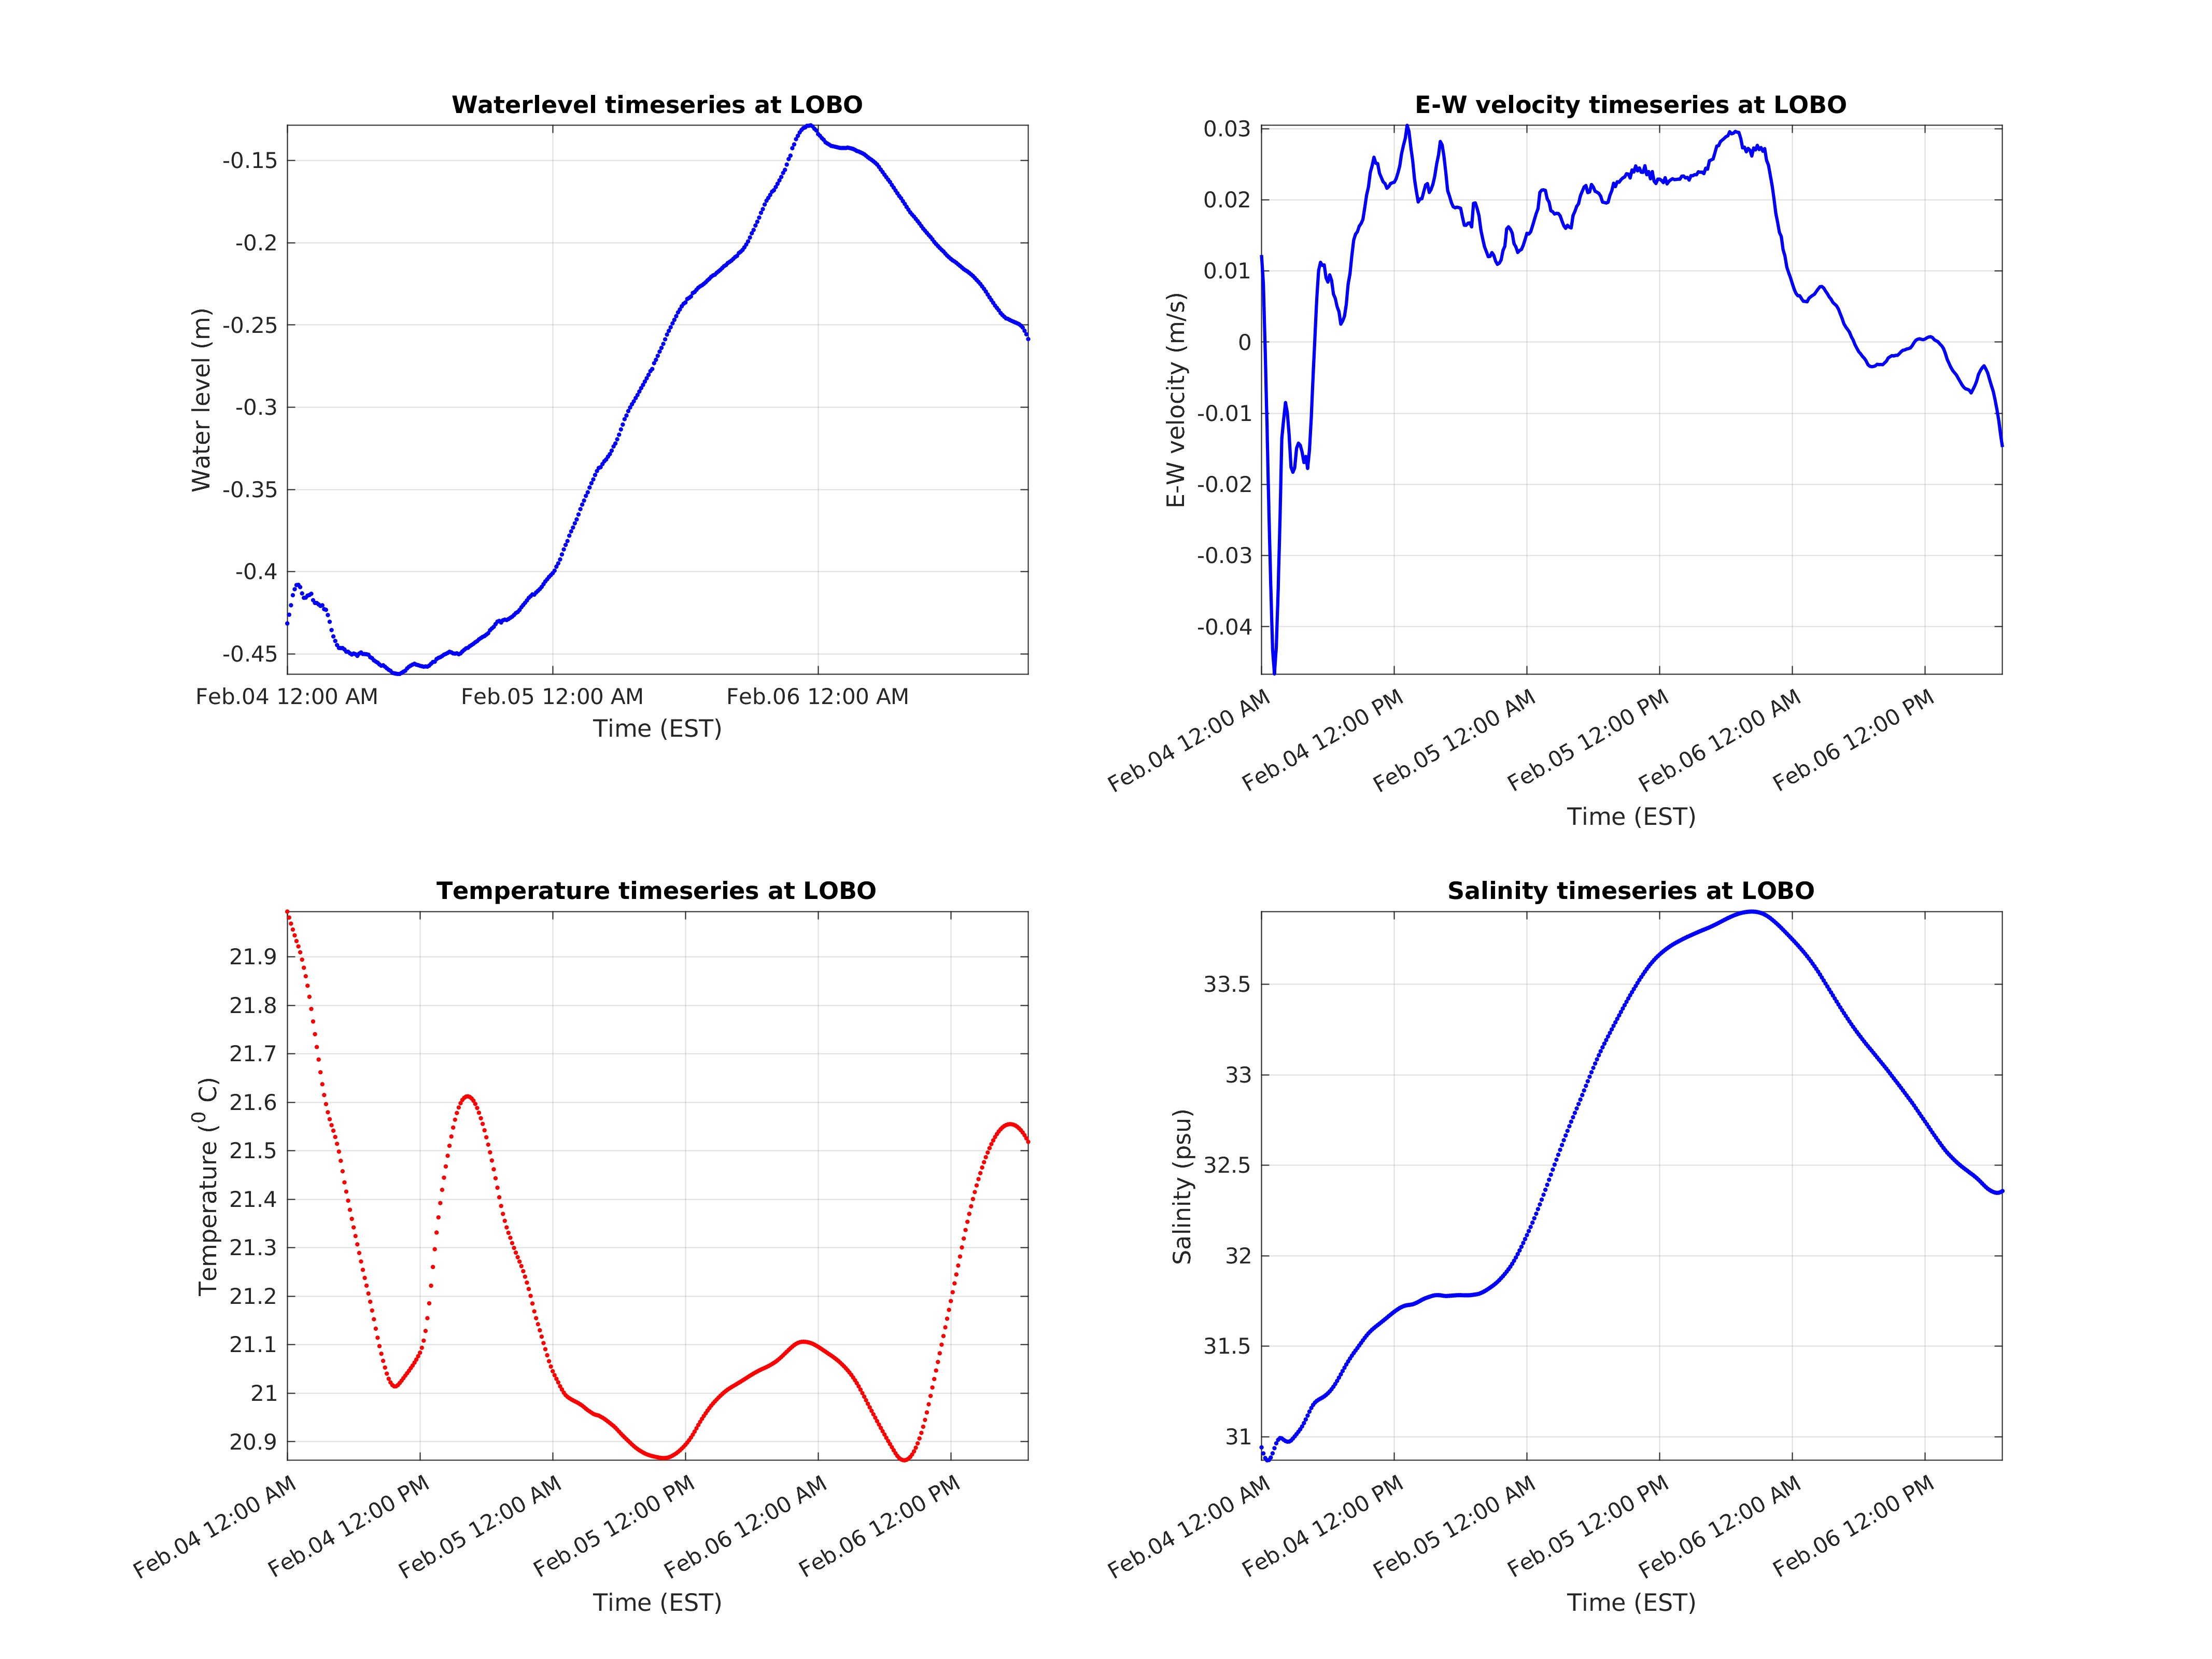 Waterlevel timeseries at LOBO
-0.15
-0.2
-0.25
-0.3
-0.35
-0.4
-0.45
Water level (m)
Feb.04 12:00 AM
Feb.05 12:00 AM
Feb.06 12:00 AM
Time (EST)
E-W velocity timeseries at LOBO
0.03
0.02
0.01
0
-0.01
-0.02
-0.03
-0.04
E-W velocity (m/s)
Feb.04 12:00 AM
Feb.04 12:00 PM
Feb.05 12:00 AM
Feb.05 12:00 PM
Feb.06 12:00 AM
Feb.06 12:00 PM
Time (EST)
Temperature timeseries at LOBO
21.9
21.8
21.7
21.6
21.5
21.4
21.3
21.2
21.1
21
20.9
Temperature (⁰ C)
Feb.04 12:00 AM
Feb.04 12:00 PM
Feb.05 12:00 AM
Feb.05 12:00 PM
Feb.06 12:00 AM
Feb.06 12:00 PM
Time (EST)
Salinity timeseries at LOBO
33.5
33
32.5
32
31.5
31
Salinity (psu)
Feb.04 12:00 AM
Feb.04 12:00 PM
Feb.05 12:00 AM
Feb.05 12:00 PM
Feb.06 12:00 AM
Feb.06 12:00 PM
Time (EST)